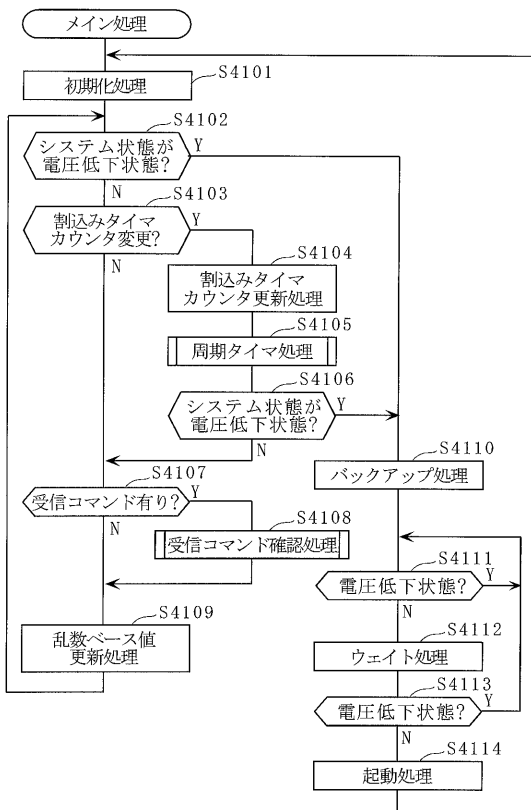 メイン処理
S4101
初期化処理
S4102
システム状態が
電圧低下状態?
Y
N
S4103
割込みタイマ
カウンタ変更?
Y
N
S4104
割込みタイマ
カウンタ更新処理
S4105
周期タイマ処理
S4106
システム状態が
電圧低下状態?
Y
N
S4107
受信コマンド有り?
Y
N
S4108
受信コマンド確認処理
S4109
乱数ベース値
更新処理
S4110
バックアップ処理
S4111
電圧低下状態?
Y
N
S4112
ウェイト処理
S4113
電圧低下状態?
Y
N
S4114
起動処理